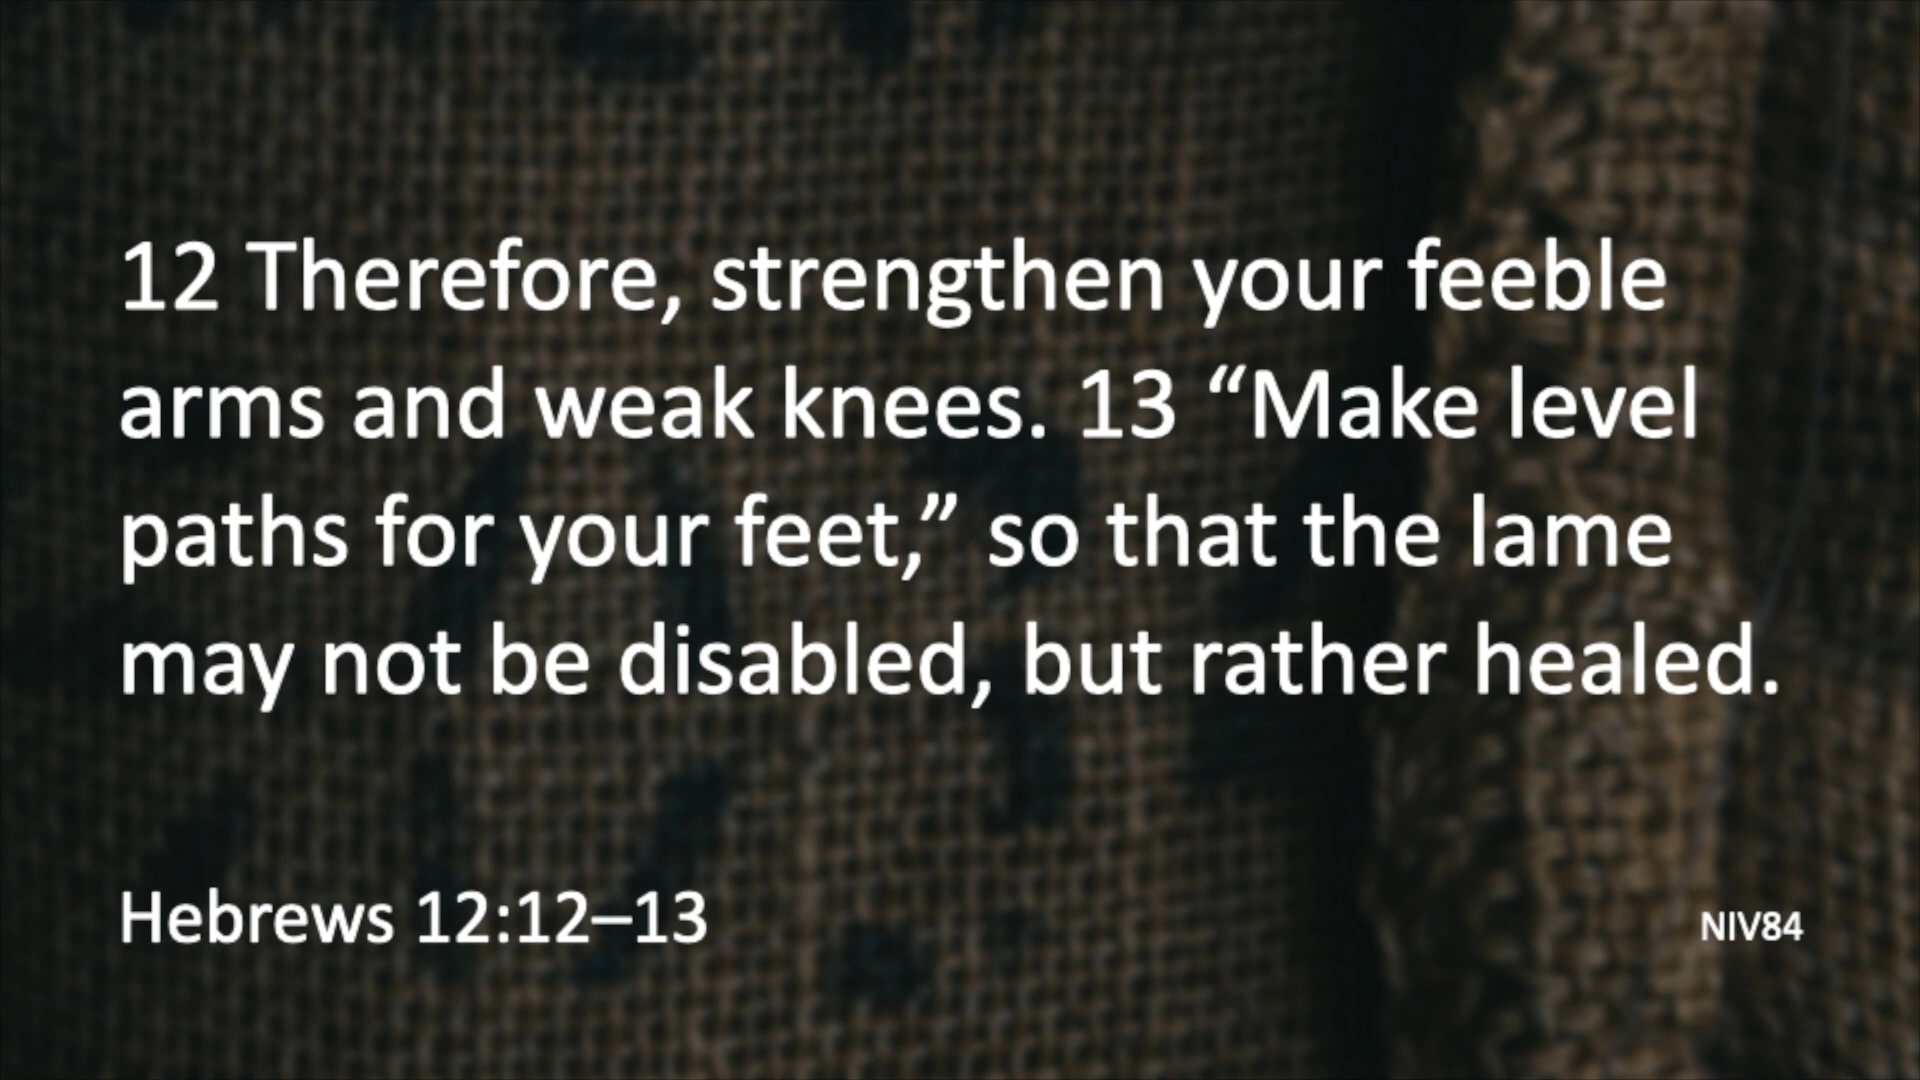 12 Therefore, strengthen your feeble
arms and weak knees. 13 “Make level
paths for your feet,” so that the lame
may not be disabled, but rather healed.
Hebrews 12:12–13
NIV84